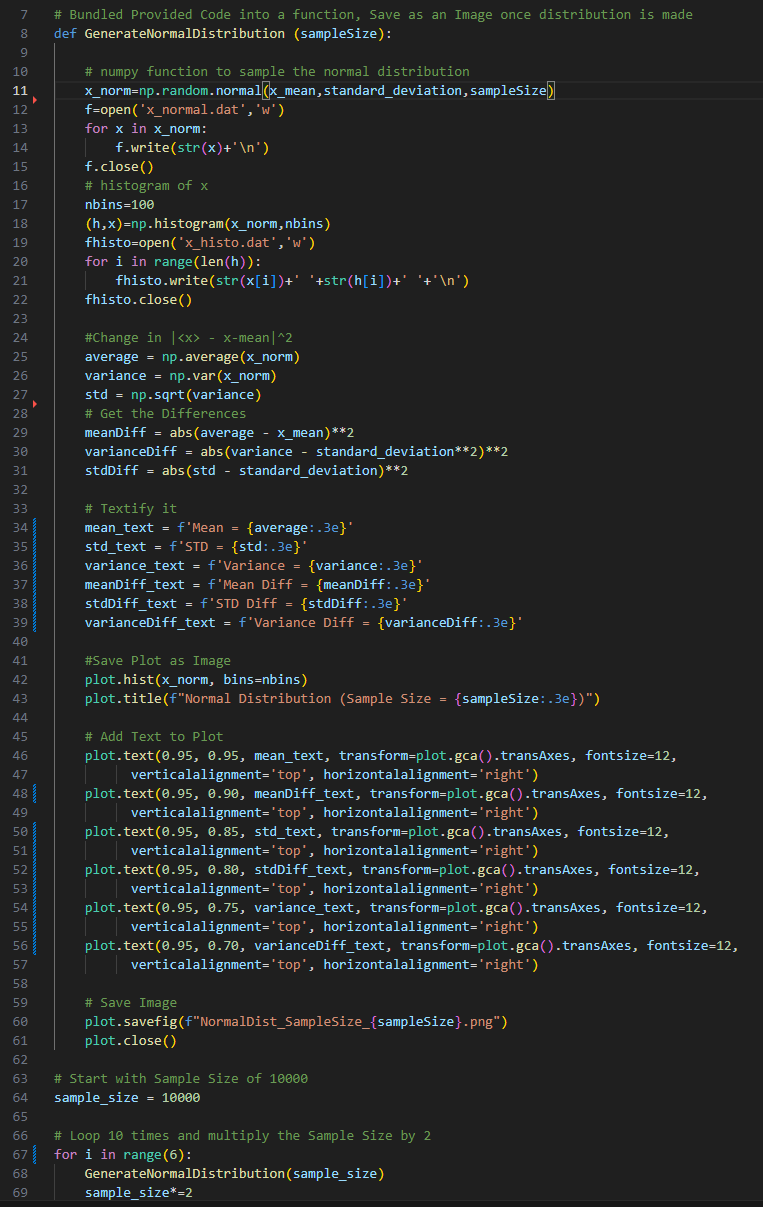 7 # Bundled Provided Code into a function, Save as an Image once distribution is made
8 def GenerateNormalDistribution (sampleSize):
9
10 # numpy function to sample the normal distribution
11 x_norm=np.random.normal(x_mean,standard_deviation,sampleSize)
12 f=open('x_normal.dat','w')
13 for x in x_norm:
14 f.write(str(x)+'\n')
15 f.close()
16 # histogram of x
17 nbins=100
18 (h,x)=np.histogram(x_norm,nbins)
19 fhisto=open('x_histo.dat','w')
20 for i in range(len(h)):
21 fhisto.write(str(x[i])+' '+str(h[i])+' '+'\n')
22 fhisto.close()
23
24 #Change in |<x> - x-mean|^2
25 average = np.average(x_norm)
26 variance = np.var(x_norm)
27 std = np.sqrt(variance)
28 # Get the Differences
29 meanDiff = abs(average - x_mean)**2
30 varianceDiff = abs(variance - standard_deviation**2)**2
31 stdDiff = abs(std - standard_deviation)**2
32
33 # Textify it
34 mean_text = f'Mean = {average:.3e}'
35 std_text = f'STD = {std:.3e}'
36 variance_text = f'Variance = {variance:.3e}'
37 meanDiff_text = f'Mean Diff = {meanDiff:.3e}'
38 stdDiff_text = f'STD Diff = {stdDiff:.3e}'
39 varianceDiff_text = f'Variance Diff = {varianceDiff:.3e}'
40
41 #Save Plot as Image
42 plot.hist(x_norm, bins=nbins)
43 plot.title(f"Normal Distribution (Sample Size = {sampleSize:.3e})")
44
45 # Add Text to Plot
46 plot.text(0.95, 0.95, mean_text, transform=plot.gca().transAxes, fontsize=12,
47 verticalalignment='top', horizontalalignment='right')
48 plot.text(0.95, 0.90, meanDiff_text, transform=plot.gca().transAxes, fontsize=12,
49 verticalalignment='top', horizontalalignment='right')
50 plot.text(0.95, 0.85, std_text, transform=plot.gca().transAxes, fontsize=12,
51 verticalalignment='top', horizontalalignment='right')
52 plot.text(0.95, 0.80, stdDiff_text, transform=plot.gca().transAxes, fontsize=12,
53 verticalalignment='top', horizontalalignment='right')
54 plot.text(0.95, 0.75, variance_text, transform=plot.gca().transAxes, fontsize=12,
55 verticalalignment='top', horizontalalignment='right')
56 plot.text(0.95, 0.70, varianceDiff_text, transform=plot.gca().transAxes, fontsize=12,
57 verticalalignment='top', horizontalalignment='right')
58
59 # Save Image
60 plot.savefig(f"NormalDist_SampleSize_{sampleSize}.png")
61 plot.close()
62
63 # Start with Sample Size of 10000
64 sample_size = 10000
65
66 # Loop 10 times and multiply the Sample Size by 2
67 for i in range(6):
68 GenerateNormalDistribution(sample_size)
69 sample_size*=2